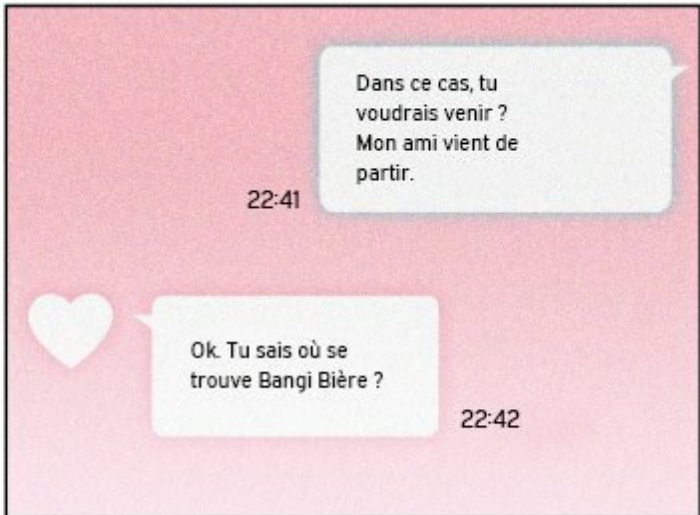 Dans ce cas, tu
voudrais venir ?
Mon ami vient de
partir.
22:41
Ok. Tu sais où se
trouve Bangi Bière ?
22:42